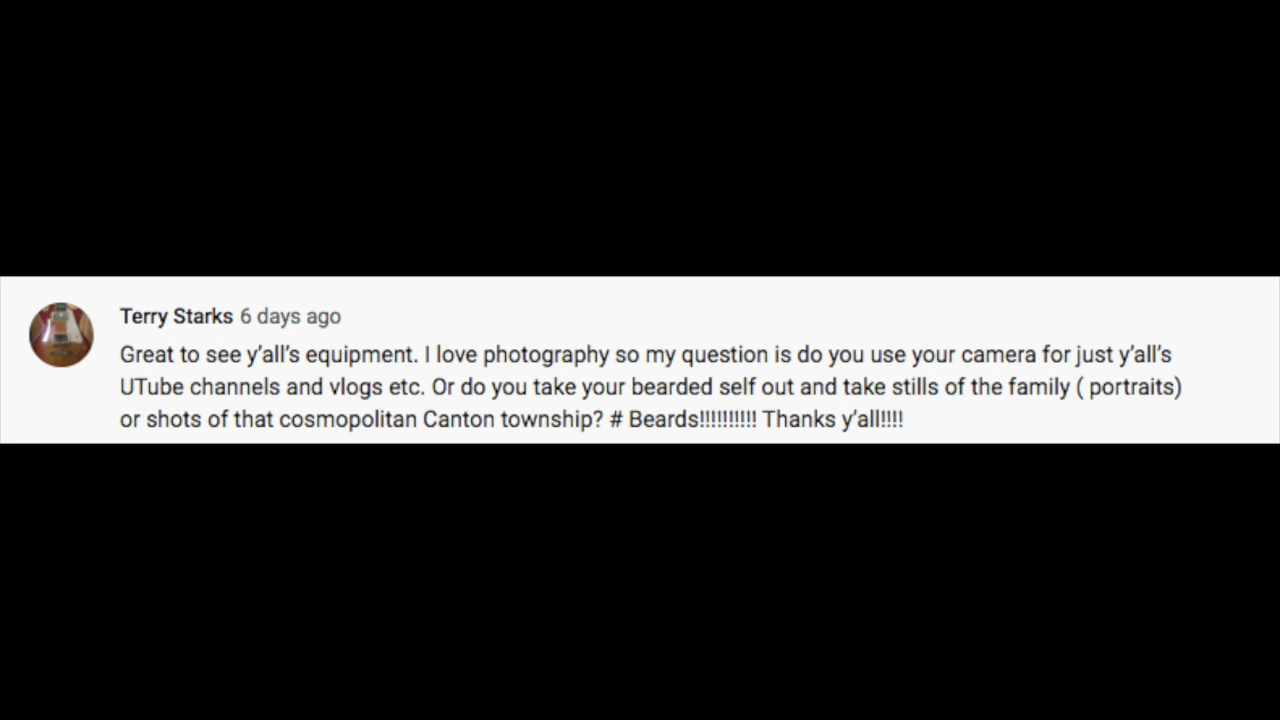 Terry Starks 6 days ago
Great to see y’all’s equipment. I love photography so my question is do you use your camera for just y’all’s
UTube channels and vlogs etc. Or do you take your bearded self out and take stills of the family ( portraits)
or shots of that cosmopolitan Canton township? # Beards!!!!!!!!!! Thanks y’all!!!!